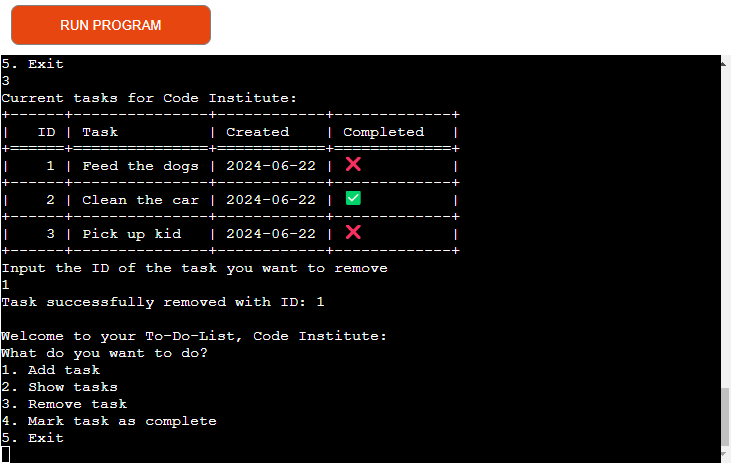 RUN PROGRAM
5. Exit
3
Current tasks for Code Institute:
+------+---------------+------------+-------------+
|   ID | Task          | Created    | Completed   |
+======+===============+============+=============+
|    1 | Feed the dogs | 2024-06-22 | ❌          |
+------+---------------+------------+-------------+
|    2 | Clean the car | 2024-06-22 | ✅          |
+------+---------------+------------+-------------+
|    3 | Pick up kid   | 2024-06-22 | ❌          |
+------+---------------+------------+-------------+
Input the ID of the task you want to remove
1
Task successfully removed with ID: 1

Welcome to your To-Do-List, Code Institute:
What do you want to do?
1. Add task
2. Show tasks
3. Remove task
4. Mark task as complete
5. Exit